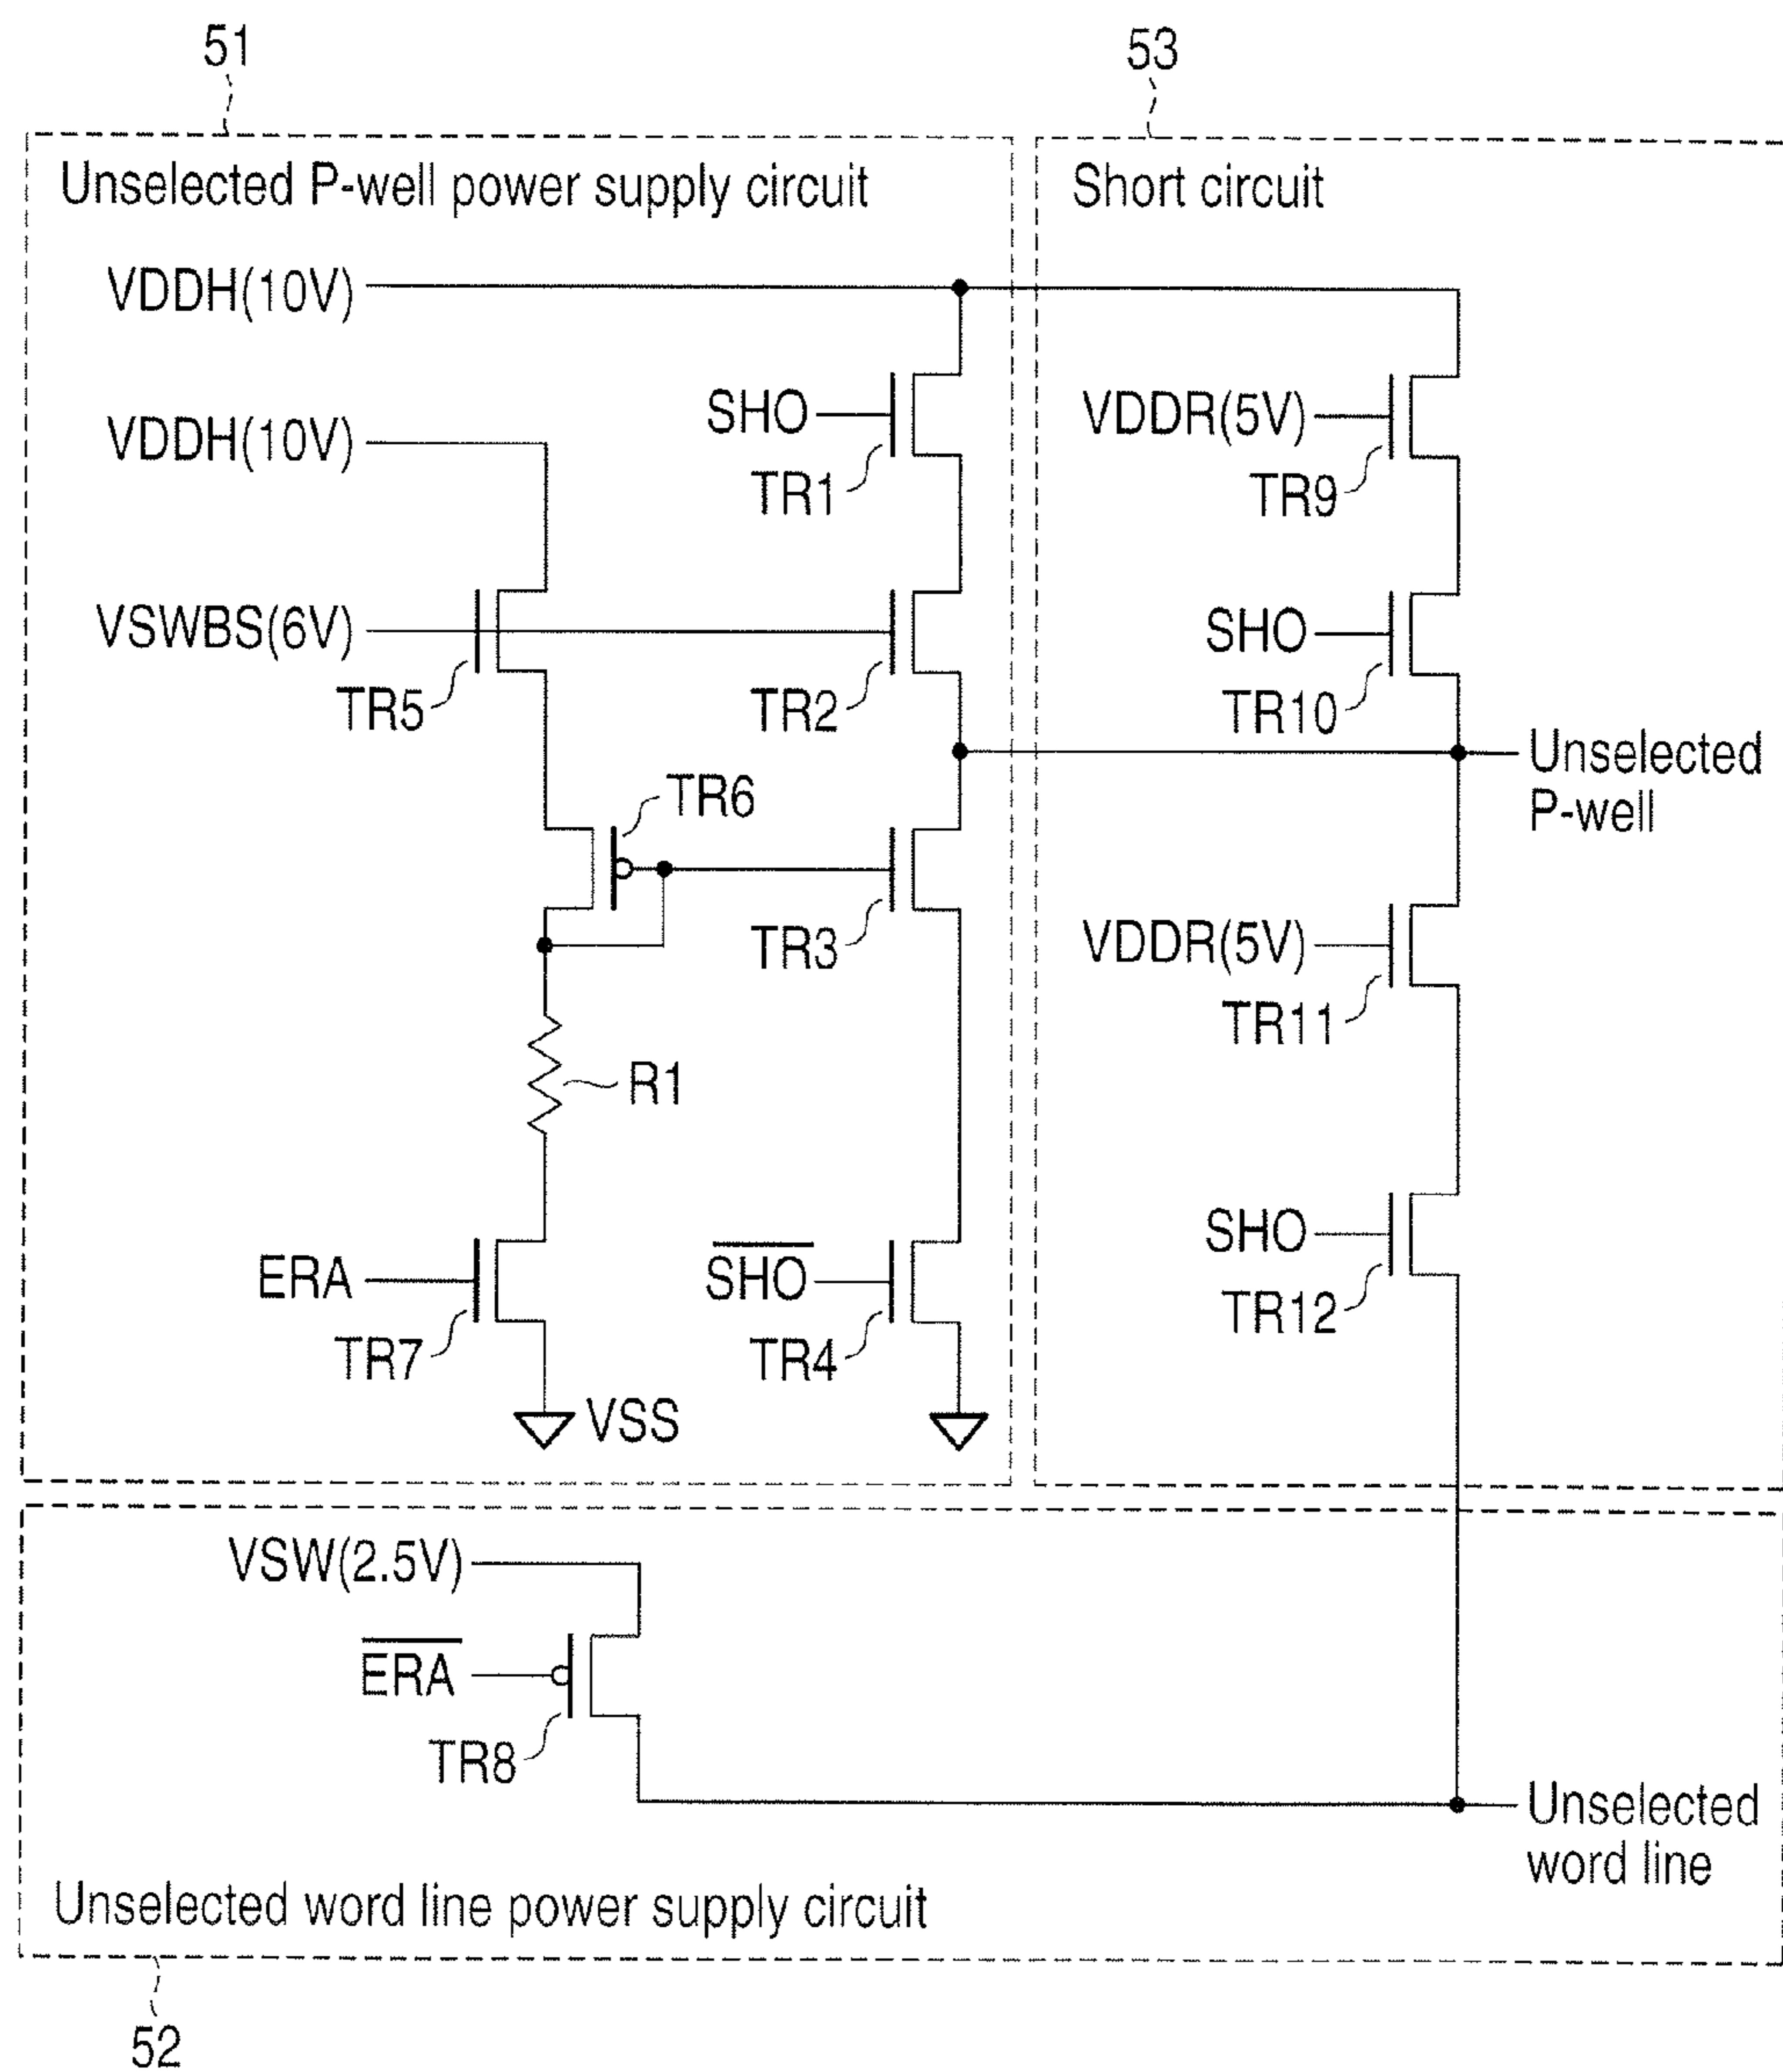 51
53
Unselected P-well power supply circuit
Short circuit
VDDH(10V)
SHO
VDDR(5V)
VDDH(10V)
TR1
TR9
VSWBS(6V)
SHO
TR5
TR2
TR10
Unselected
P-well
TR6
TR3
VDDR(5V)
TR11
R1
SHO
ERA
S̅H̅O̅
TR12
TR7
TR4
VSS
VSW(2.5V)
E̅R̅A̅
TR8
Unselected
word line
Unselected word line power supply circuit
52